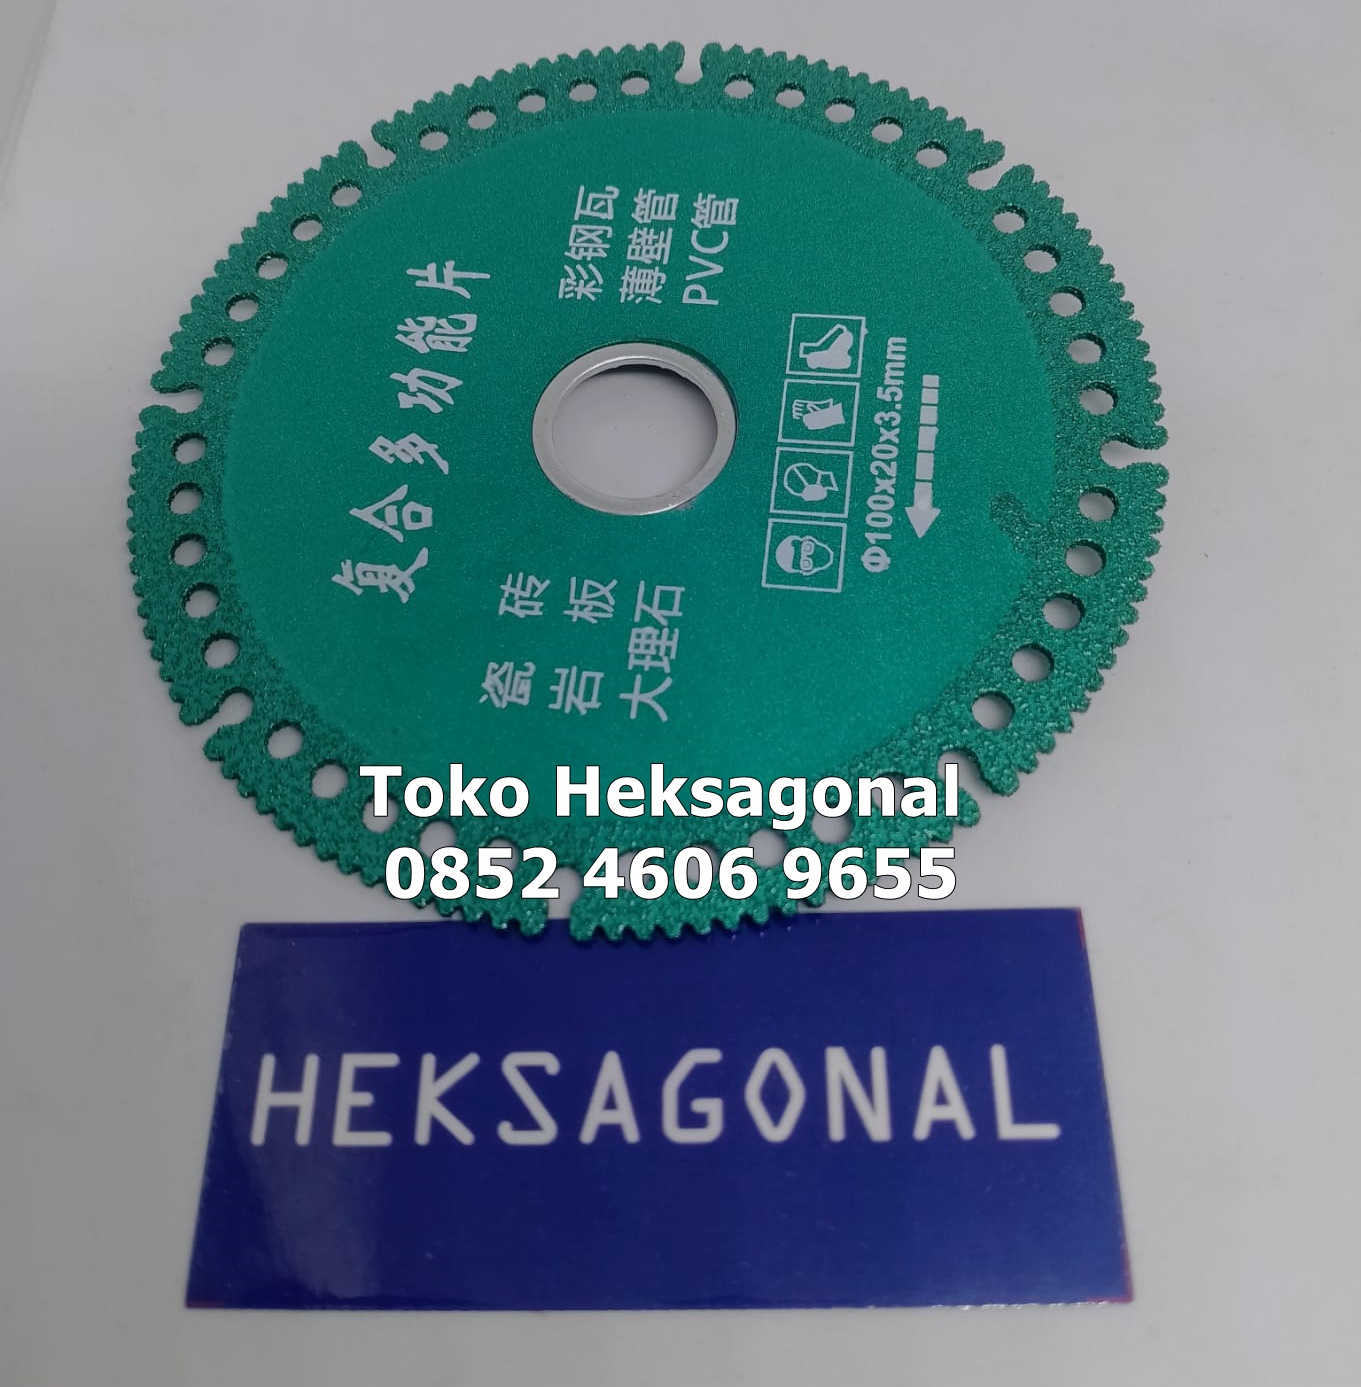 复合多功能片
彩钢瓦
薄壁管
PVC管
瓷砖
岩板
大理石
Φ100x20x3.5mm
Toko Heksagonal
0852 4606 9655
HEKSAGONAL